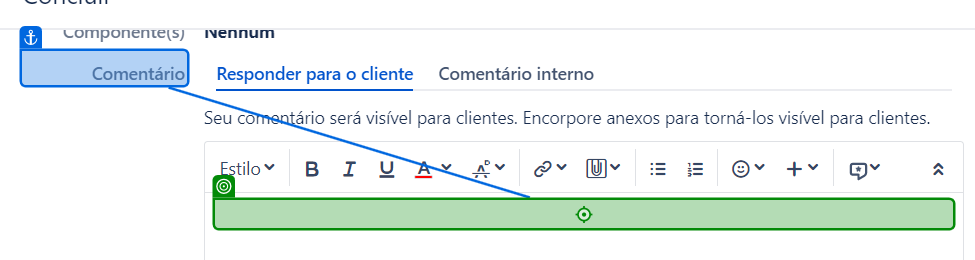 Concluir
Componente(s) Nenhum
Comentário Responder para o cliente Comentário interno
Seu comentário será visível para clientes. Encorpore anexos para torná-los visível para clientes.
Estilo B I U A